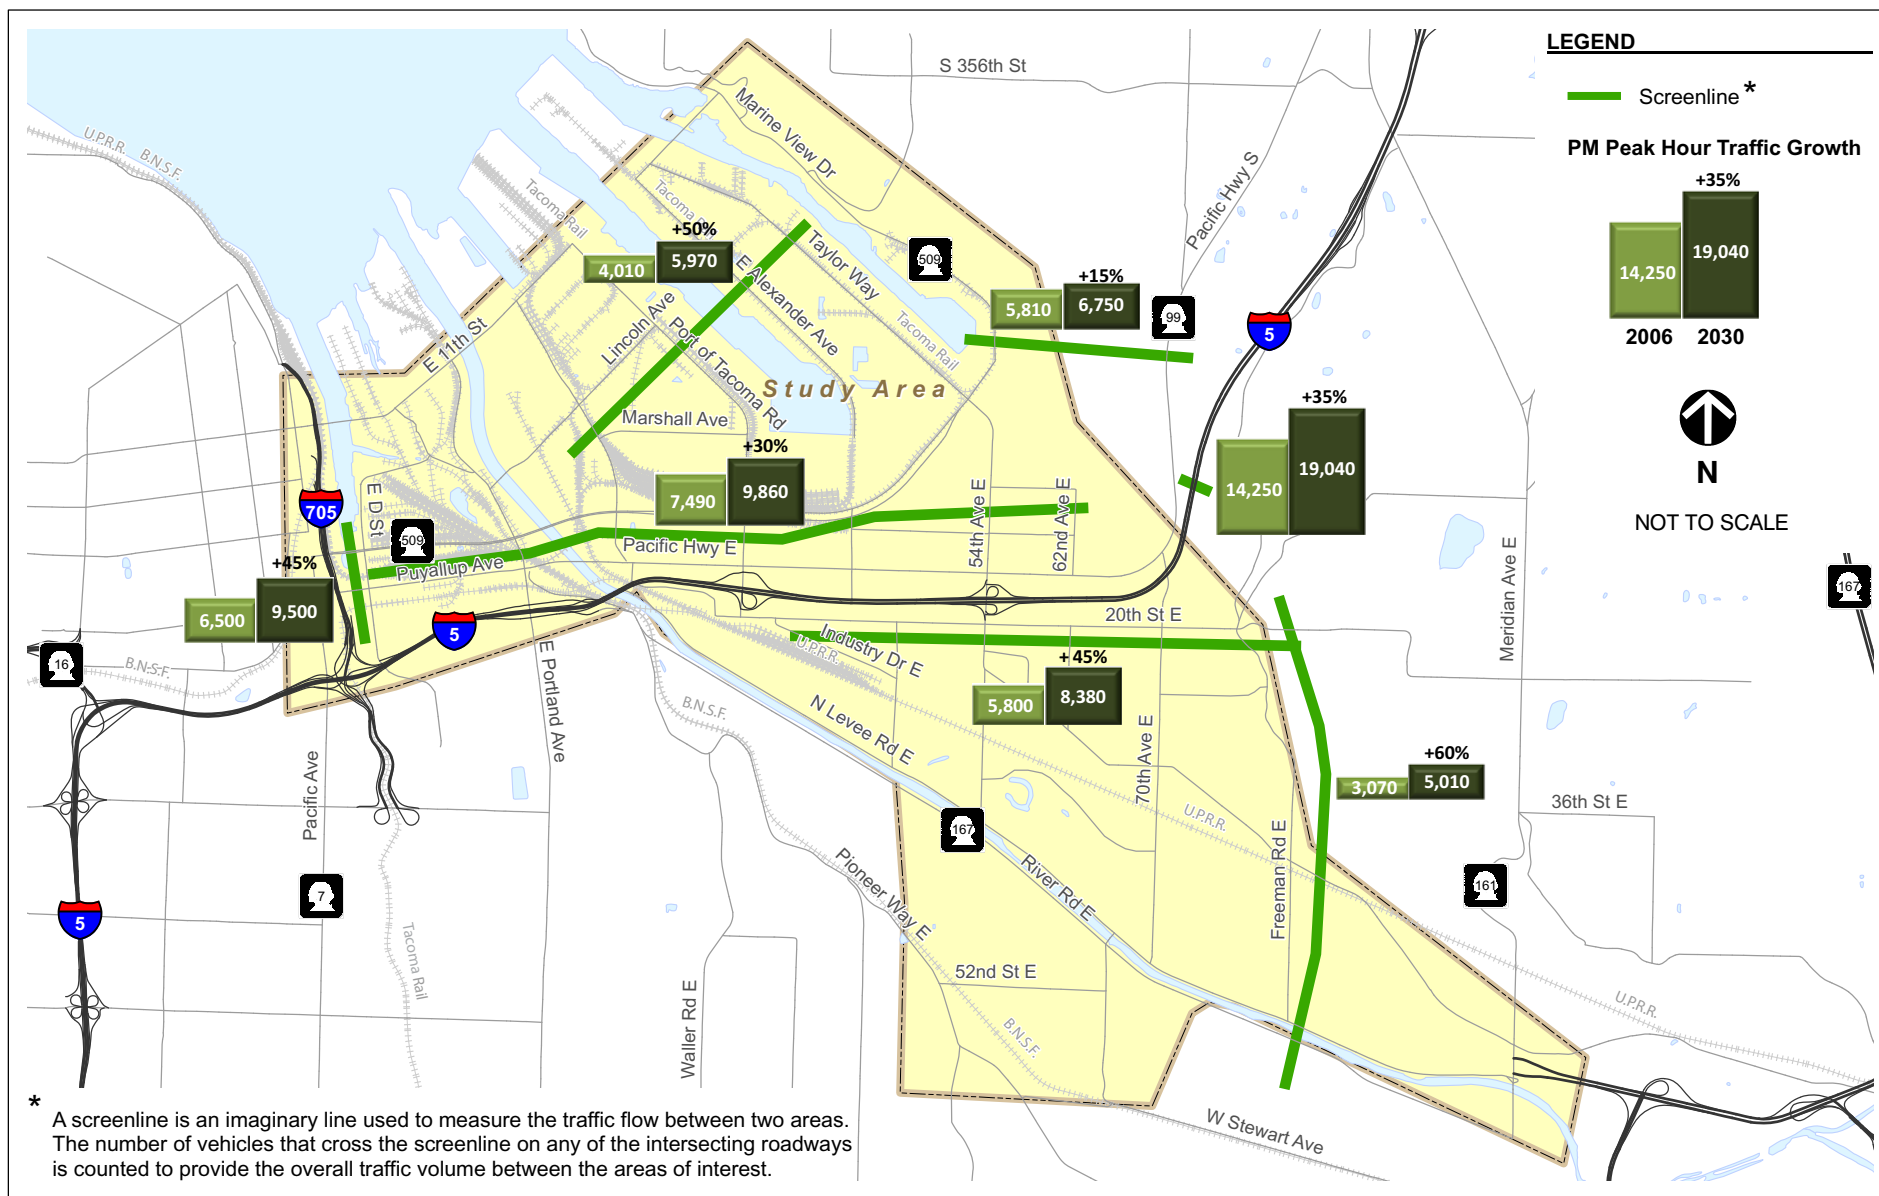 LEGEND
Screenline *
PM Peak Hour Traffic Growth
+35%
14,250
19,040
2006 2030
N
NOT TO SCALE
S 356th St
Marine View Dr
Pacific Hwy S
U.P.R.R.
B.N.S.F.
Tacoma Rail
Tacoma Rail
+50%
4,010
5,970
E Alexander Ave
Taylor Way
509
Tacoma Rail
+15%
5,810
6,750
99
5
E 11th St
Lincoln Ave
Port of Tacoma Rd
Study Area
Marshall Ave
+30%
7,490
9,860
+35%
14,250
19,040
705
E D St
509
54th Ave E
62nd Ave E
Pacific Hwy E
Puyallup Ave
+45%
6,500
9,500
5
20th St E
Meridian Ave E
167
16
B.N.S.F.
E Portland Ave
Industry Dr E
U.P.R.R.
+ 45%
5,800
8,380
B.N.S.F.
N Levee Rd E
70th Ave E
+60%
3,070
5,010
36th St E
U.P.R.R.
Pacific Ave
167
Freeman Rd E
River Rd E
Pioneer Way E
161
7
5
Tacoma Rail
52nd St E
Waller Rd E
B.N.S.F.
U.P.R.R.
W Stewart Ave
*
A screenline is an imaginary line used to measure the traffic flow between two areas.
The number of vehicles that cross the screenline on any of the intersecting roadways
is counted to provide the overall traffic volume between the areas of interest.